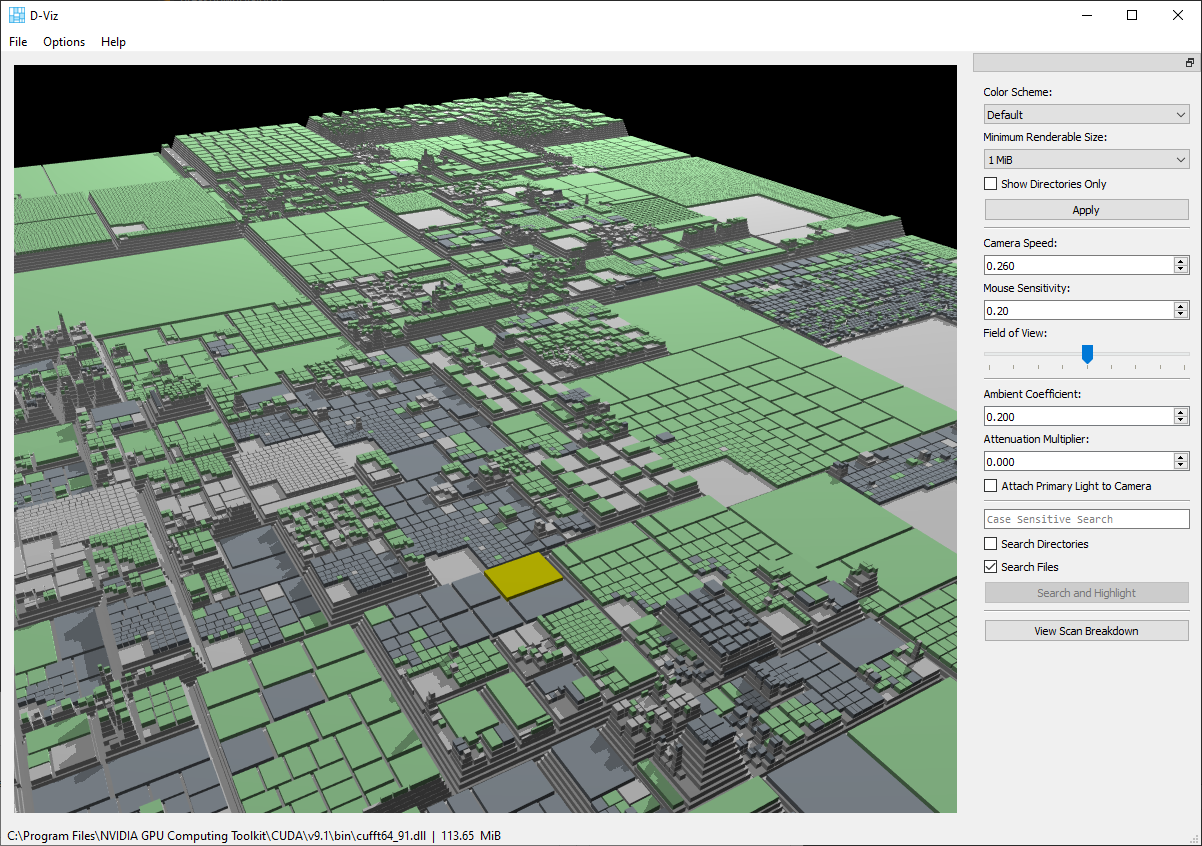 D-Viz
File Options Help
Color Scheme:
Default
Minimum Renderable Size:
1 MiB
Show Directories Only
Apply
Camera Speed:
0.260
Mouse Sensitivity:
0.20
Field of View:
Ambient Coefficient:
0.200
Attenuation Multiplier:
0.000
Attach Primary Light to Camera
Case Sensitive Search
Search Directories
Search Files
Search and Highlight
View Scan Breakdown
C:\Program Files\NVIDIA GPU Computing Toolkit\CUDA\v9.1\bin\cufft64_91.dll | 113.65 MiB